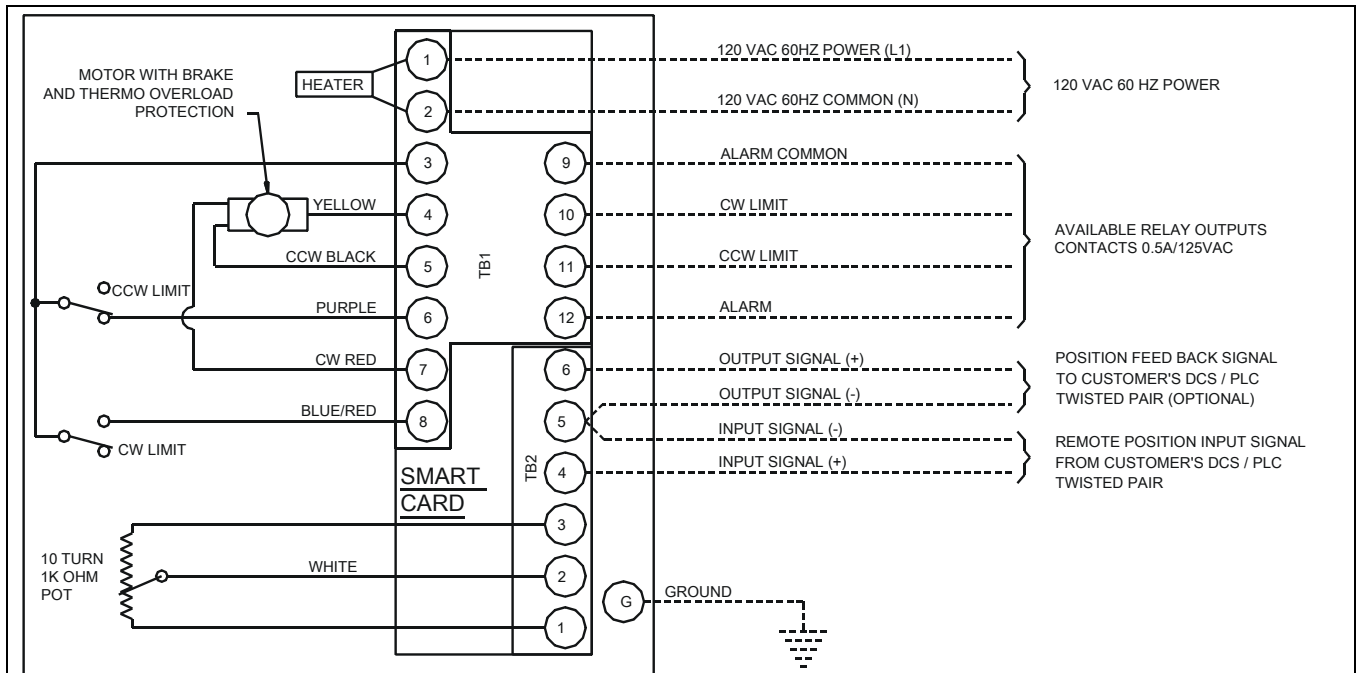 MOTOR WITH BRAKE
AND THERMO OVERLOAD
PROTECTION
HEATER
1
2
3
4
5
6
7
8
YELLOW
CCW BLACK
CCW LIMIT
PURPLE
CW RED
BLUE/RED
CW LIMIT
TB1
9
10
11
12
SMART
CARD
TB2
6
5
4
3
2
1
10 TURN
1K OHM
POT
WHITE
G
GROUND
120 VAC 60HZ POWER (L1)
120 VAC 60HZ COMMON (N)
120 VAC 60 HZ POWER
ALARM COMMON
CW LIMIT
CCW LIMIT
ALARM
AVAILABLE RELAY OUTPUTS
CONTACTS 0.5A/125VAC
OUTPUT SIGNAL (+)
OUTPUT SIGNAL (-)
INPUT SIGNAL (-)
INPUT SIGNAL (+)
POSITION FEED BACK SIGNAL
TO CUSTOMER'S DCS / PLC
TWISTED PAIR (OPTIONAL)
REMOTE POSITION INPUT SIGNAL
FROM CUSTOMER'S DCS / PLC
TWISTED PAIR